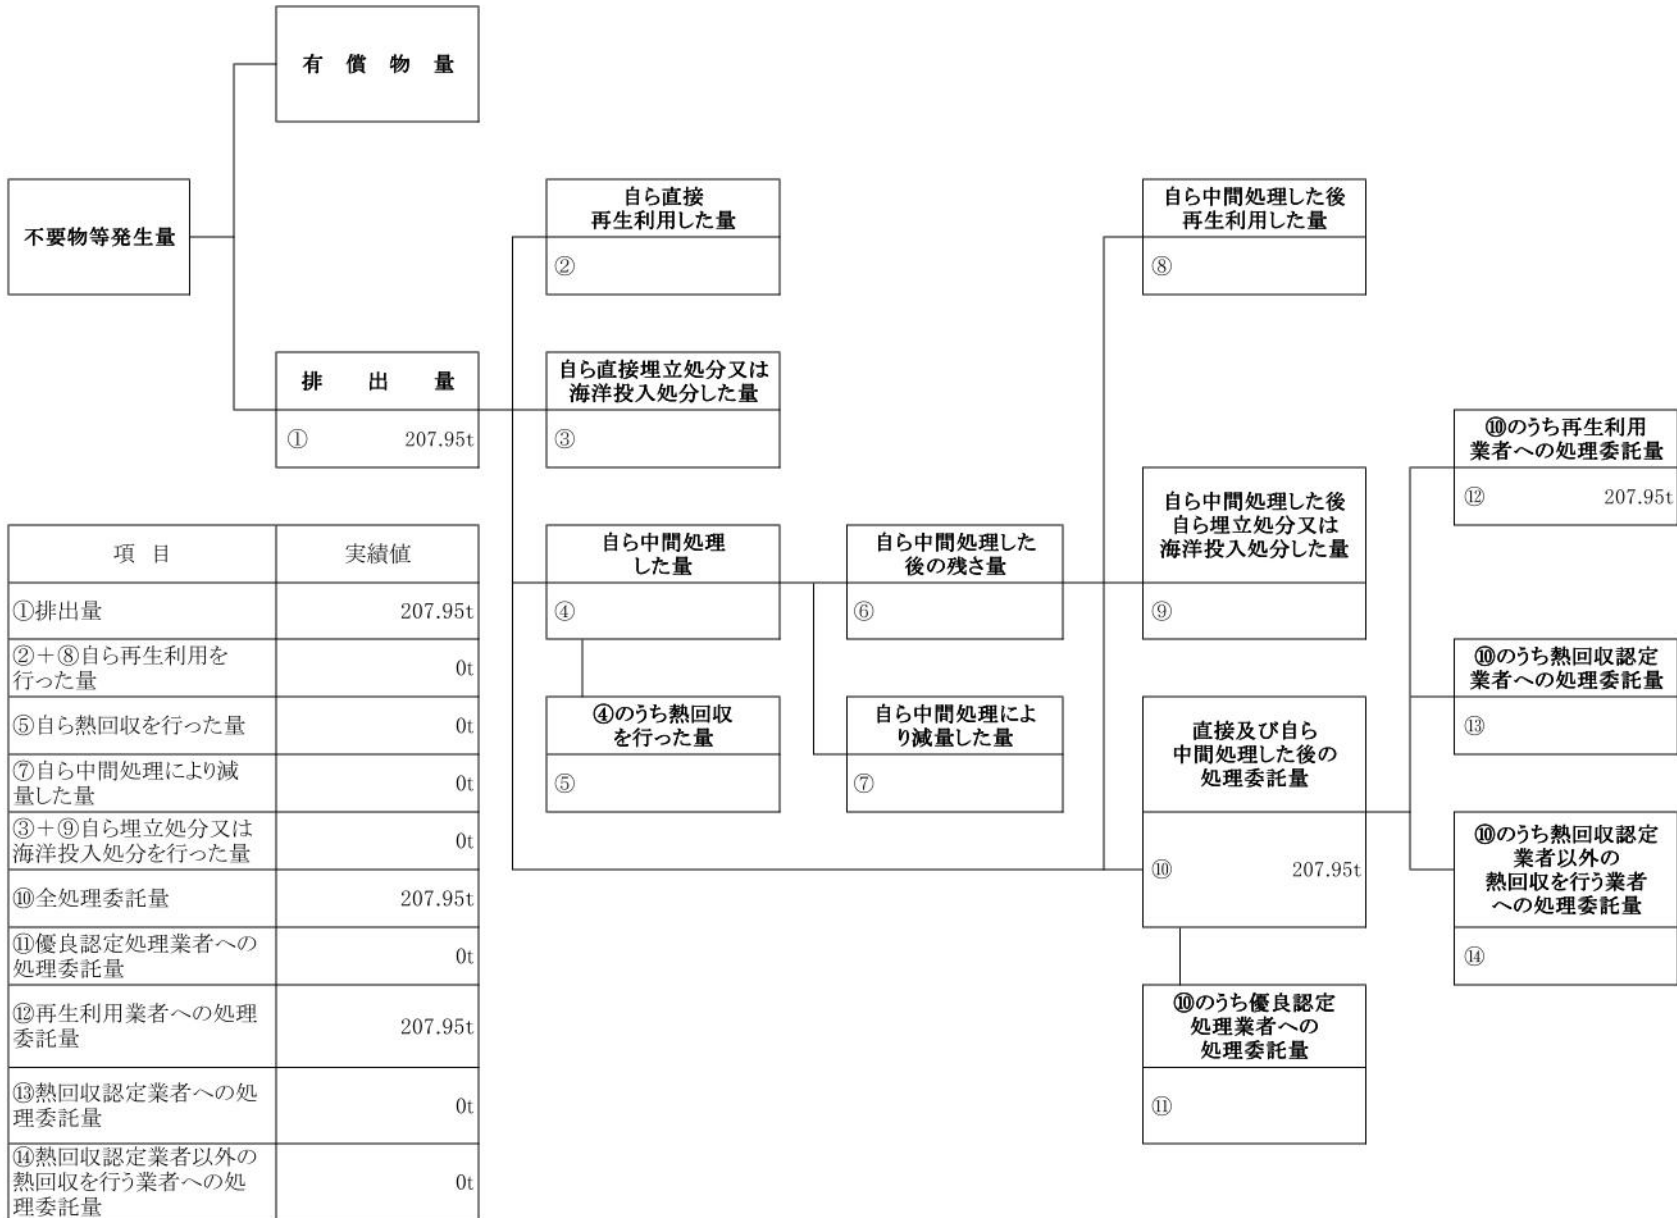 有 償 物 量
不要物等発生量
自ら直接
再生利用した量
②
自ら中間処理した後
再生利用した量
⑧
排 出 量
① 207.95t
自ら直接埋立処分又は
海洋投入処分した量
③
⑩のうち再生利用
業者への処理委託量
⑫ 207.95t
自ら中間処理
した量
④
自ら中間処理した
後の残さ量
⑥
自ら中間処理した後
自ら埋立処分又は
海洋投入処分した量
⑨
⑩のうち熱回収認定
業者への処理委託量
⑬
④のうち熱回収
を行った量
⑤
自ら中間処理によ
り減量した量
⑦
直接及び自ら
中間処理した後の
処理委託量
⑩ 207.95t
⑩のうち熱回収認定
業者以外の
熱回収を行う業者
への処理委託量
⑭
⑩のうち優良認定
処理業者への
処理委託量
⑪
項 目 実績値
①排出量 207.95t
②+⑧自ら再生利用を
行った量 0t
⑤自ら熱回収を行った量 0t
⑦自ら中間処理により減
量した量 0t
③+⑨自ら埋立処分又は
海洋投入処分を行った量 0t
⑩全処理委託量 207.95t
⑪優良認定処理業者への
処理委託量 0t
⑫再生利用業者への処理
委託量 207.95t
⑬熱回収認定業者への処
理委託量 0t
⑭熱回収認定業者以外の
熱回収を行う業者への処
理委託量 0t